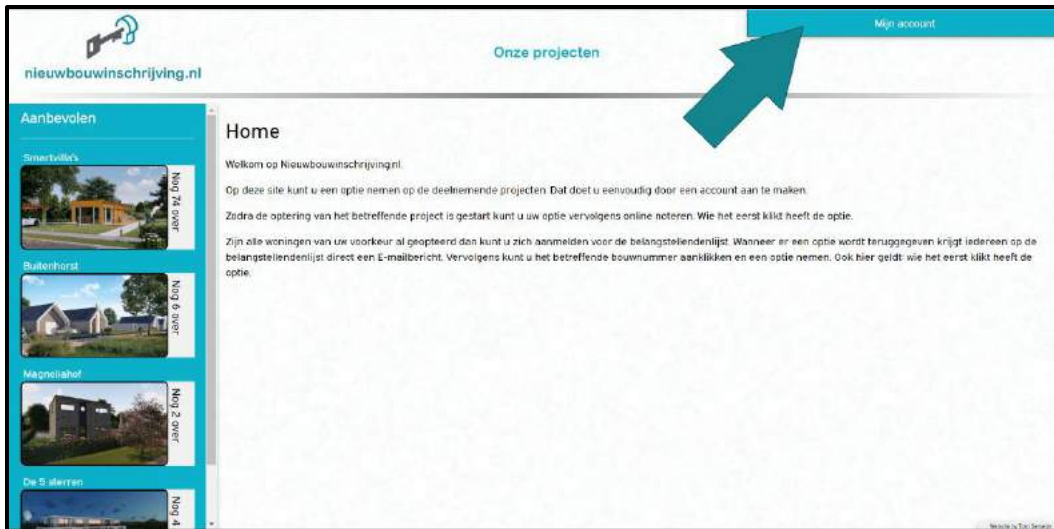 Mijn account
Onze projecten
nieuwbouwinschrijving.nl
Aanbevolen
Smartvilla's
Nog 74 over
Buitenhorst
Nog 6 over
Magnoliahof
Nog 2 over
De 5 sterren
Nog 4
Home
Welkom op Nieuwbouwinschrijving.nl.
Op deze site kunt u een optie nemen op de deelnemende projecten. Dat doet u eenvoudig door een account aan te maken.
Zodra de optering van het betreffende project is gestart kunt u uw optie vervolgens online noteren. Wie het eerst klikt heeft de optie.
Zijn alle woningen van uw voorkeur al geopteerd dan kunt u zich aanmelden voor de belangstellendenlijst. Wanneer er een optie wordt teruggegeven krijgt iedereen op de
belangstellendenlijst direct een E-mailbericht. Vervolgens kunt u het betreffende bouwnummer aanklikken en een optie nemen. Ook hier geldt: wie het eerst klikt heeft de
optie.
Website by